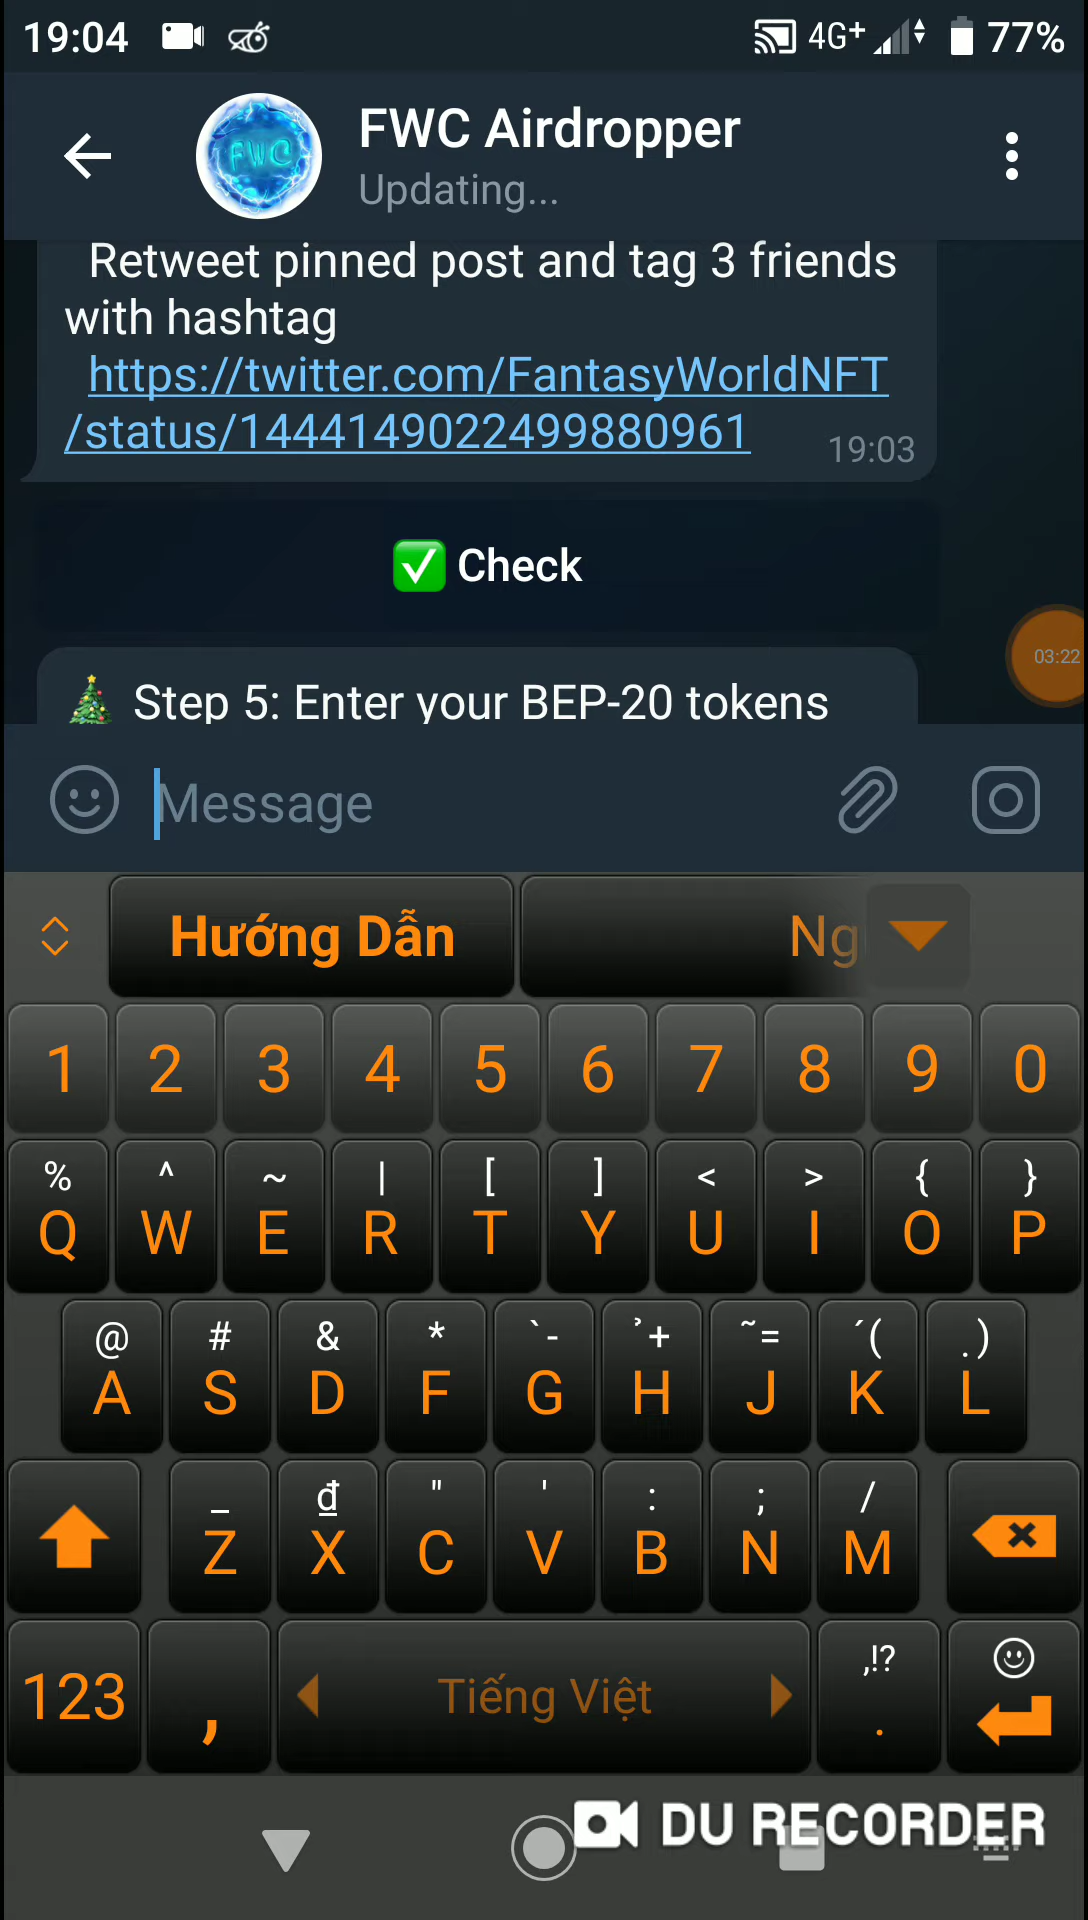 19:04 4G+ 77%
FWC
FWC Airdropper
Updating...
Retweet pinned post and tag 3 friends
with hashtag
https://twitter.com/FantasyWorldNFT
/status/1444149022499880961 19:03
✅ Check
03:22
🎄 Step 5: Enter your BEP-20 tokens
Message
Hướng Dẫn Ng
1 2 3 4 5 6 7 8 9 0
% ^ ~ | [ ] < > { }
Q W E R T Y U I O P
@ # & * `- ̉+ ~= ´( .)
A S D F G H J K L
_ đ " ' : ; /
Z X C V B N M
,!?
123 , Tiếng Việt .
DU RECORDER